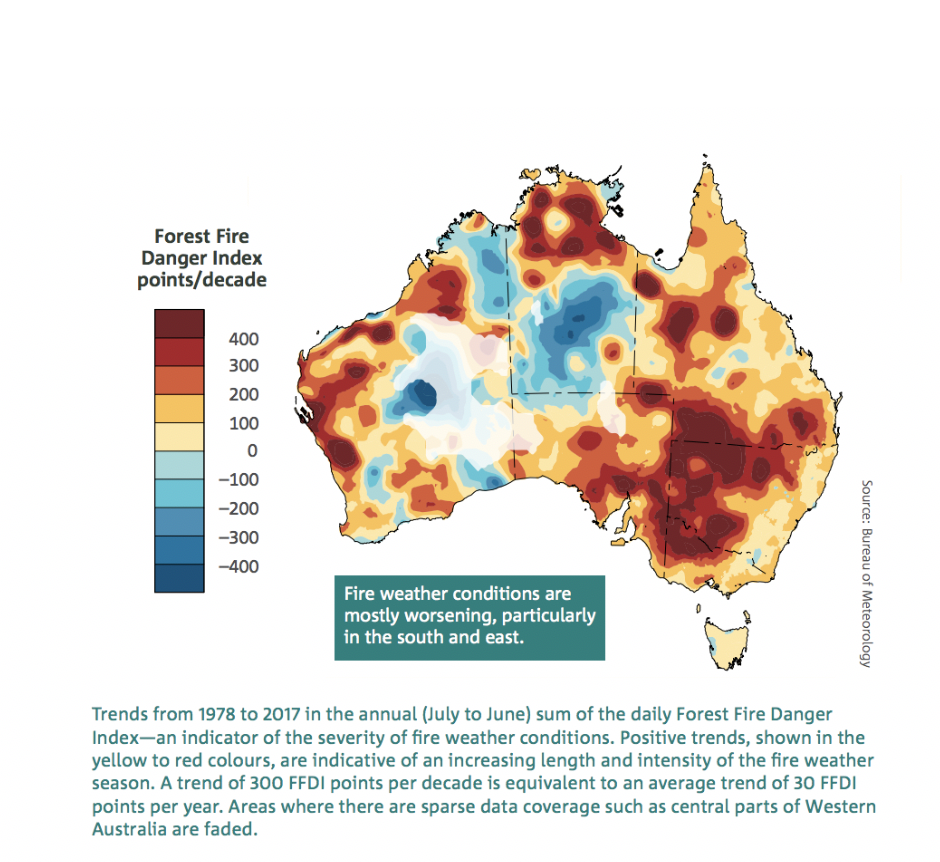 Forest Fire
Danger Index
points/decade
400
300
200
100
0
−100
−200
−300
−400
Source: Bureau of Meteorology
Fire weather conditions are
mostly worsening, particularly
in the south and east.
Trends from 1978 to 2017 in the annual (July to June) sum of the daily Forest Fire Danger
Index—an indicator of the severity of fire weather conditions. Positive trends, shown in the
yellow to red colours, are indicative of an increasing length and intensity of the fire weather
season. A trend of 300 FFDI points per decade is equivalent to an average trend of 30 FFDI
points per year. Areas where there are sparse data coverage such as central parts of Western
Australia are faded.